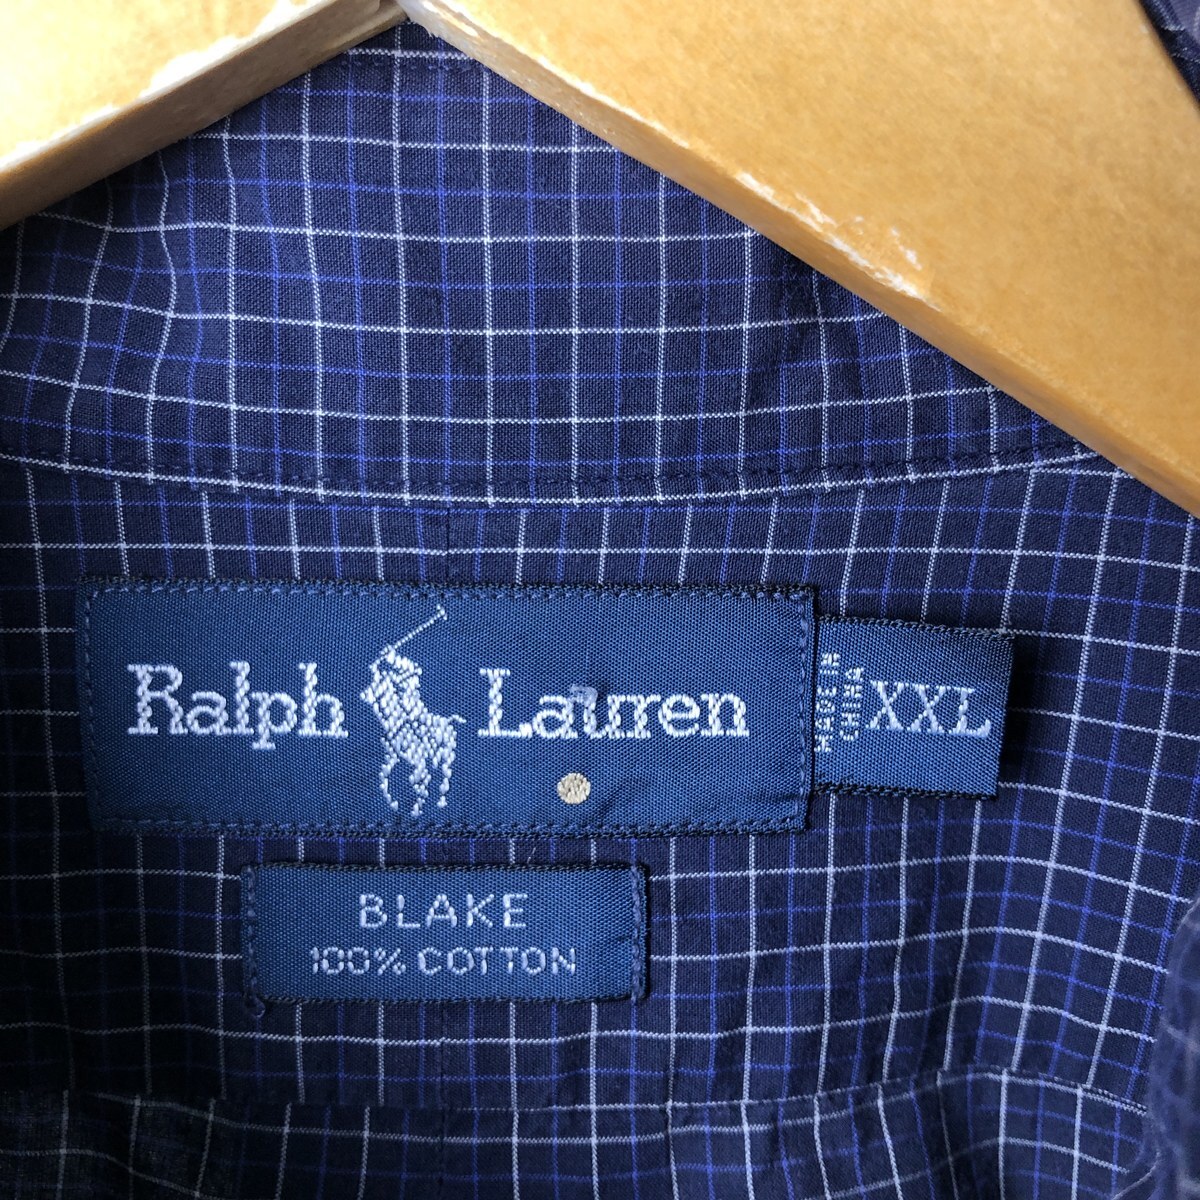 Ralph Lauren
MADE IN
CHINA
XXL
BLAKE
100% COTTON